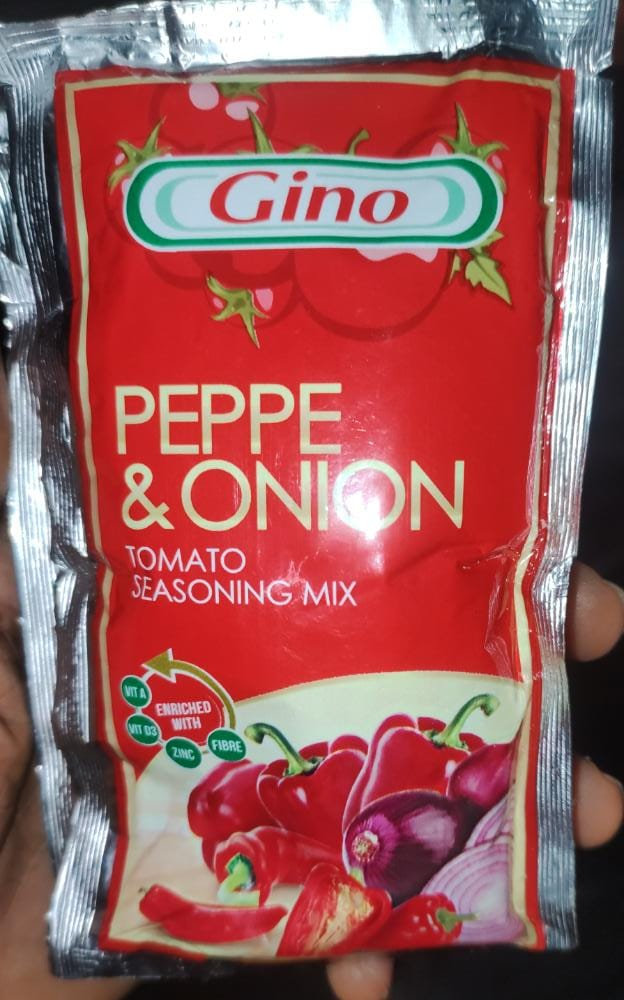 Gino
PEPPE
& ONION
TOMATO
SEASONING MIX
ENRICHED
WITH
VIT A
VIT D3
ZINC
FIBRE